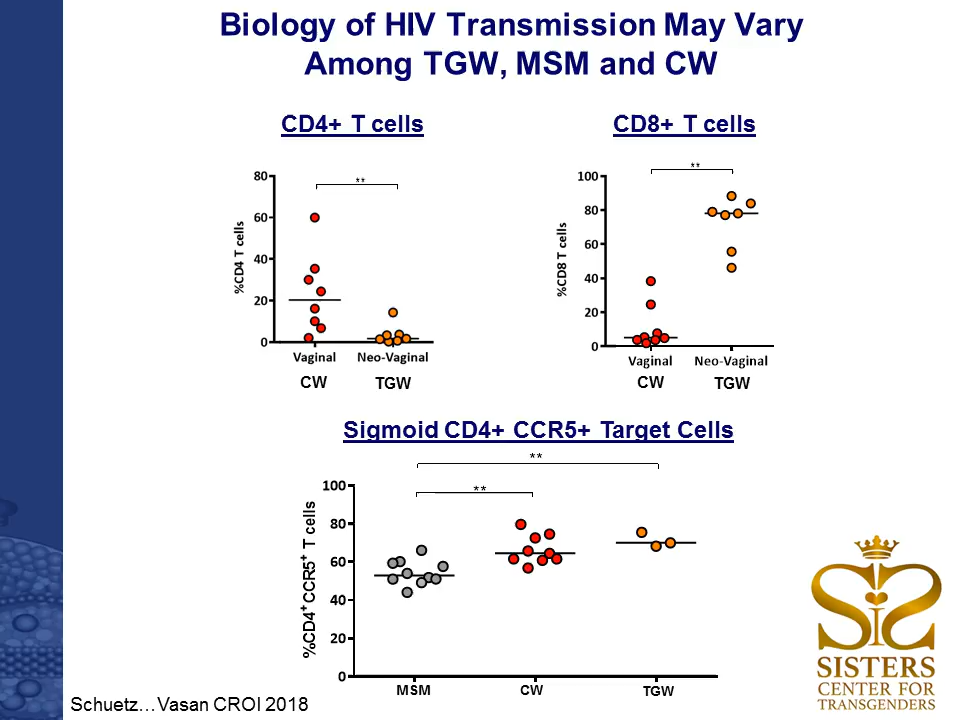 Biology of HIV Transmission May Vary
Among TGW, MSM and CW
CD4+ T cells
CD8+ T cells
**
80
60
40
20
0
%CD4 T cells
Vaginal
Neo-Vaginal
CW
TGW
**
100
80
60
40
20
0
%CD8 T cells
Vaginal
Neo-Vaginal
CW
TGW
Sigmoid CD4+ CCR5+ Target Cells
**
**
100
80
60
40
20
0
%CD4+ CCR5+ T cells
MSM
CW
TGW
SISTERS
CENTER FOR
TRANSGENDERS
Schuetz…Vasan CROI 2018